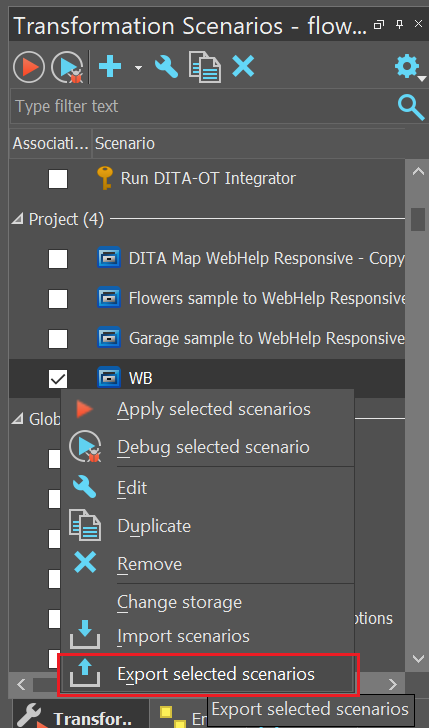 Transformation Scenarios - flow...
Type filter text
Associati... Scenario
Run DITA-OT Integrator
Project (4)
DITA Map WebHelp Responsive - Copy
Flowers sample to WebHelp Responsive
Garage sample to WebHelp Responsive
WB
Glob
Apply selected scenarios
Debug selected scenario
Edit
Duplicate
Remove
Change storage
Import scenarios
Export selected scenarios
Transfor..
Export selected scenarios